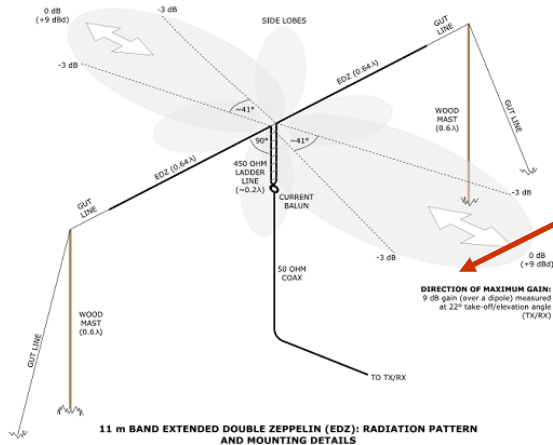 0 dB
(+9 dBd)
SIDE LOBES
GUT
LINE
-3 dB
-3 dB
EDZ (0.64λ)
~41°
WOOD
MAST
(0.6λ)
GUT LINE
90°
~41°
EDZ (0.64λ)
450 OHM
LADDER
LINE
(~0.2λ)
GUT
LINE
-3 dB
CURRENT
BALUN
-3 dB
0 dB
(+9 dBd)
50 OHM
COAX
DIRECTION OF MAXIMUM GAIN:
9 dB gain (over a dipole) measured
at 22° take-off/elevation angle
(TX/RX)
WOOD
MAST
(0.6λ)
GUT LINE
TO TX/RX
11 m BAND EXTENDED DOUBLE ZEPPELIN (EDZ): RADIATION PATTERN
AND MOUNTING DETAILS